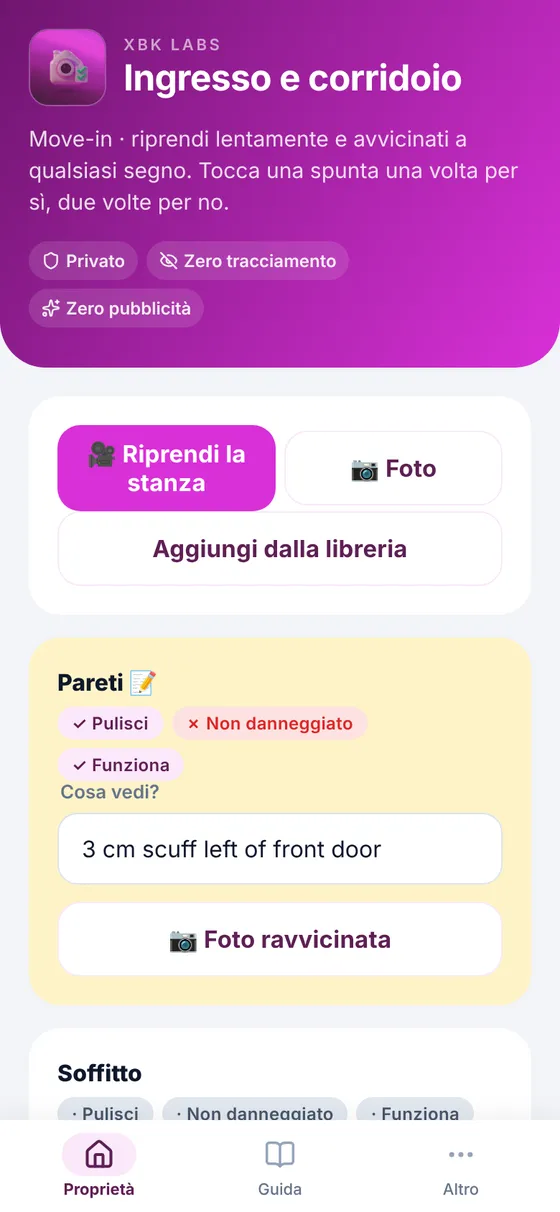 XBK LABS
Ingresso e corridoio
Move-in · riprendi lentamente e avvicinati a
qualsiasi segno. Tocca una spunta una volta per
sì, due volte per no.
Privato
Zero tracciamento
Zero pubblicità
🎥 Riprendi la
stanza
📷 Foto
Aggiungi dalla libreria
Pareti 📝
✓ Pulisci
× Non danneggiato
✓ Funziona
Cosa vedi?
3 cm scuff left of front door
📷 Foto ravvicinata
Soffitto
· Pulisci
· Non danneggiato
· Funziona
Proprietà
Guida
Altro